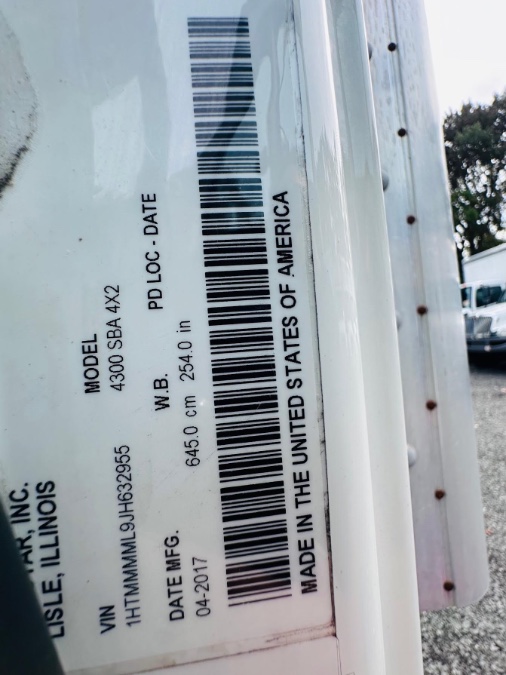 AR, INC.
LISLE, ILLINOIS
VIN MODEL
1HTMMMML9JH632955 4300 SBA 4X2
DATE MFG. W.B. PD LOC - DATE
04-2017 645.0 cm 254.0 in
MADE IN THE UNITED STATES OF AMERICA